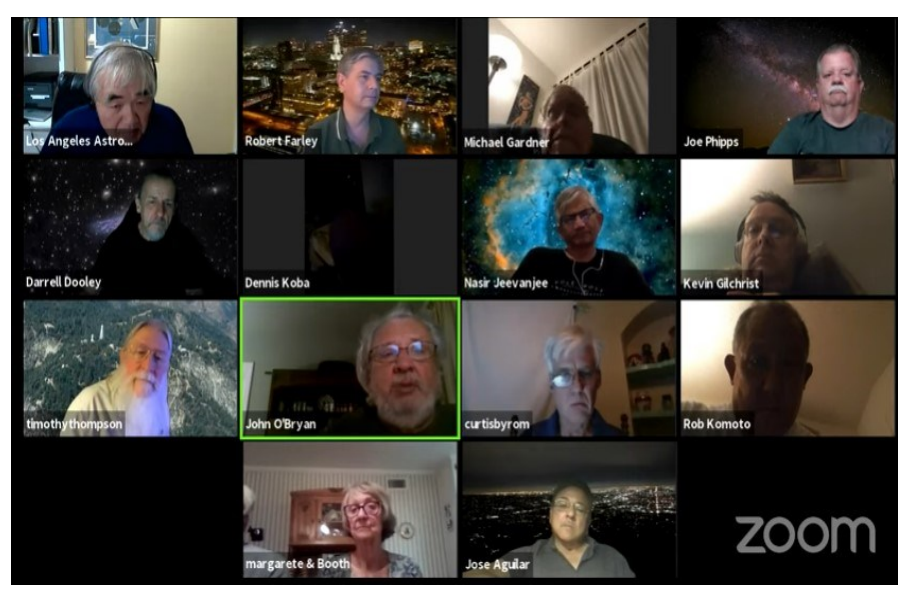 Los Angeles Astro...
Robert Farley
Michael Gardner
Joe Phipps
Darrell Dooley
Dennis Koba
Nasir Jeevanjee
Kevin Gilchrist
timothythompson
John O'Bryan
curtisbyrom
Rob Komoto
margarete & Booth
Jose Aguilar
zoom